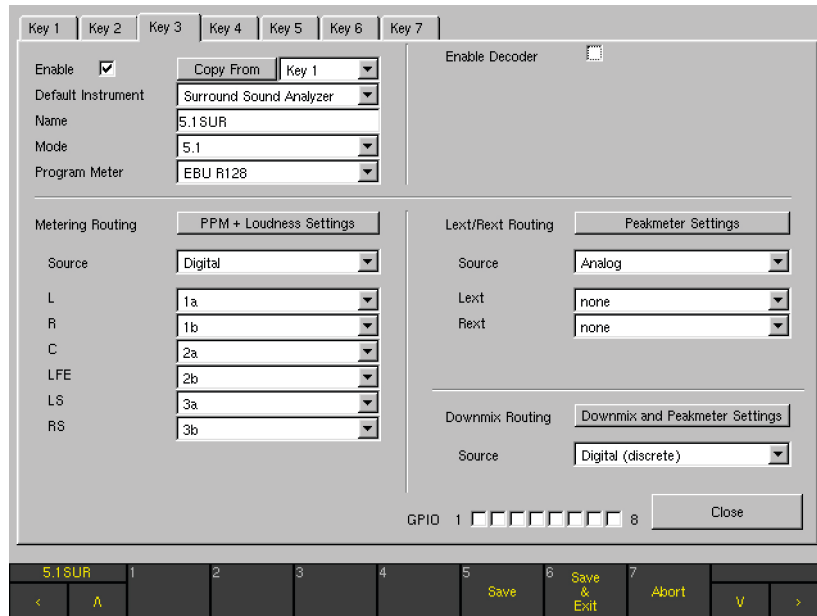 Key 1 Key 2 Key 3 Key 4 Key 5 Key 6 Key 7
Enable Copy From Key 1
Default Instrument Surround Sound Analyzer
Name 5.1SUR
Mode 5.1
Program Meter EBU R128
Enable Decoder
Metering Routing PPM + Loudness Settings
Source Digital
L 1a
R 1b
C 2a
LFE 2b
LS 3a
RS 3b
Lext/Rext Routing Peakmeter Settings
Source Analog
Lext none
Rext none
Downmix Routing Downmix and Peakmeter Settings
Source Digital (discrete)
GPIO 1 8 Close
5.1SUR 1 2 3 4 5 6 7
< Λ Save Save & Exit Abort V >